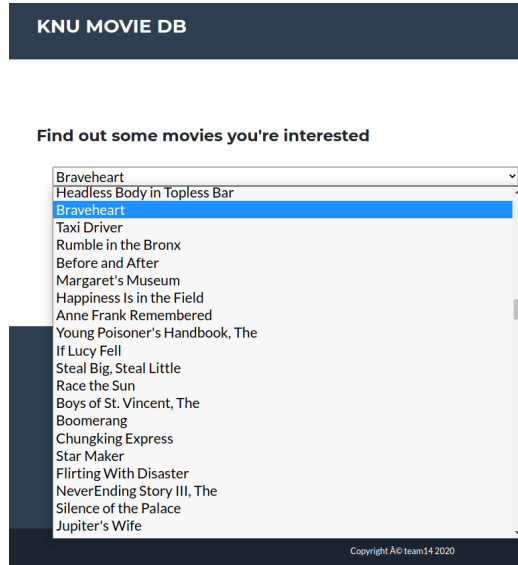 KNU MOVIE DB
Find out some movies you're interested
Braveheart
Headless Body in Topless Bar
Braveheart
Taxi Driver
Rumble in the Bronx
Before and After
Margaret's Museum
Happiness Is in the Field
Anne Frank Remembered
Young Poisoner's Handbook, The
If Lucy Fell
Steal Big, Steal Little
Race the Sun
Boys of St. Vincent, The
Boomerang
Chungking Express
Star Maker
Flirting With Disaster
NeverEnding Story III, The
Silence of the Palace
Jupiter's Wife
Copyright Â© team14 2020